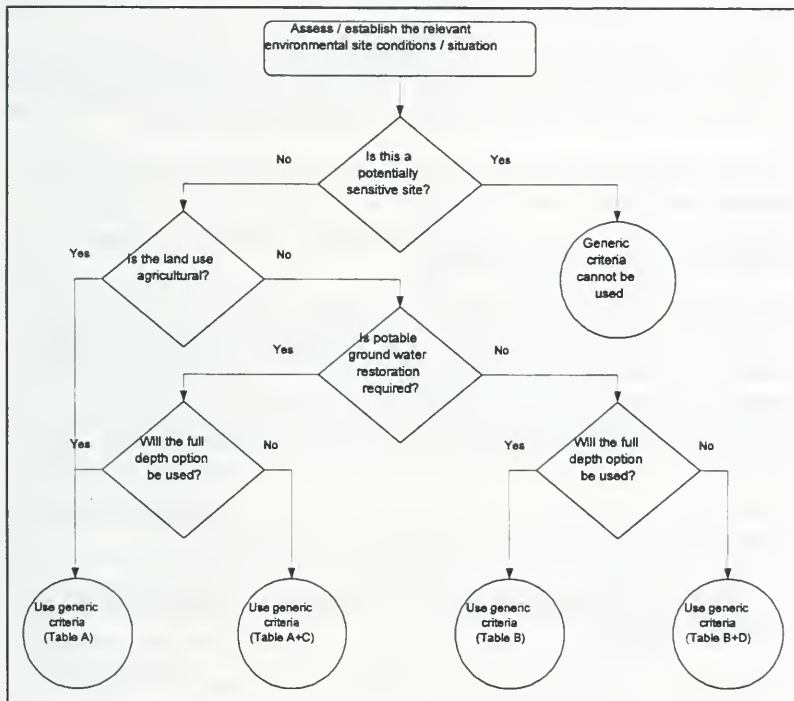 Assess / establish the relevant
environmental site conditions / situation
No
Is this a
potentially
sensitive site?
Yes
Yes
Is the land use
agricultural?
No
Generic
criteria
cannot be
used
Yes
Is potable
ground water
restoration
required?
No
Yes
Will the full
depth option
be used?
No
Yes
Will the full
depth option
be used?
No
Use generic
criteria
(Table A)
Use generic
criteria
(Table A+C)
Use generic
criteria
(Table B)
Use generic
criteria
(Table B+D)